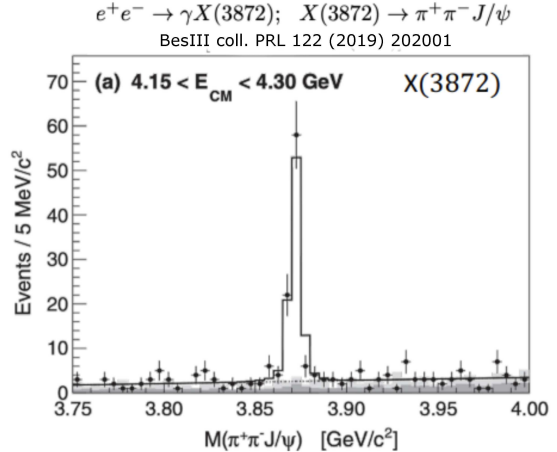 e⁺e⁻ → γX(3872); X(3872) → π⁺π⁻J/ψ
BesIII coll. PRL 122 (2019) 202001
(a) 4.15 < E_CM < 4.30 GeV
X(3872)
Events / 5 MeV/c²
70
60
50
40
30
20
10
0
3.75 3.80 3.85 3.90 3.95 4.00
M(π⁺π⁻J/ψ) [GeV/c²]